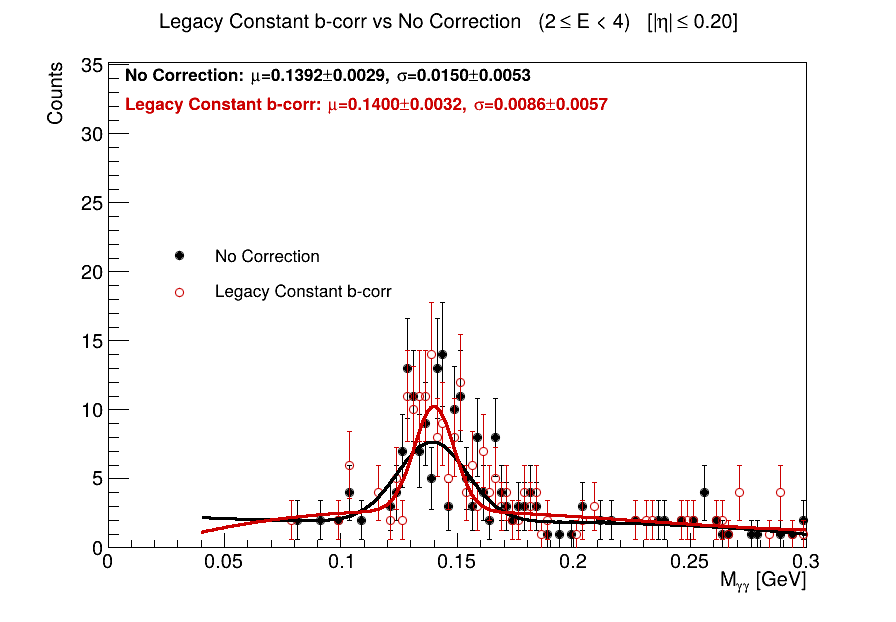 Legacy Constant b-corr vs No Correction (2 ≤ E < 4) [|η| ≤ 0.20]
Counts
35
30
25
20
15
10
5
0
No Correction: μ=0.1392±0.0029, σ=0.0150±0.0053
Legacy Constant b-corr: μ=0.1400±0.0032, σ=0.0086±0.0057
No Correction
Legacy Constant b-corr
0 0.05 0.1 0.15 0.2 0.25 0.3
M_γγ [GeV]